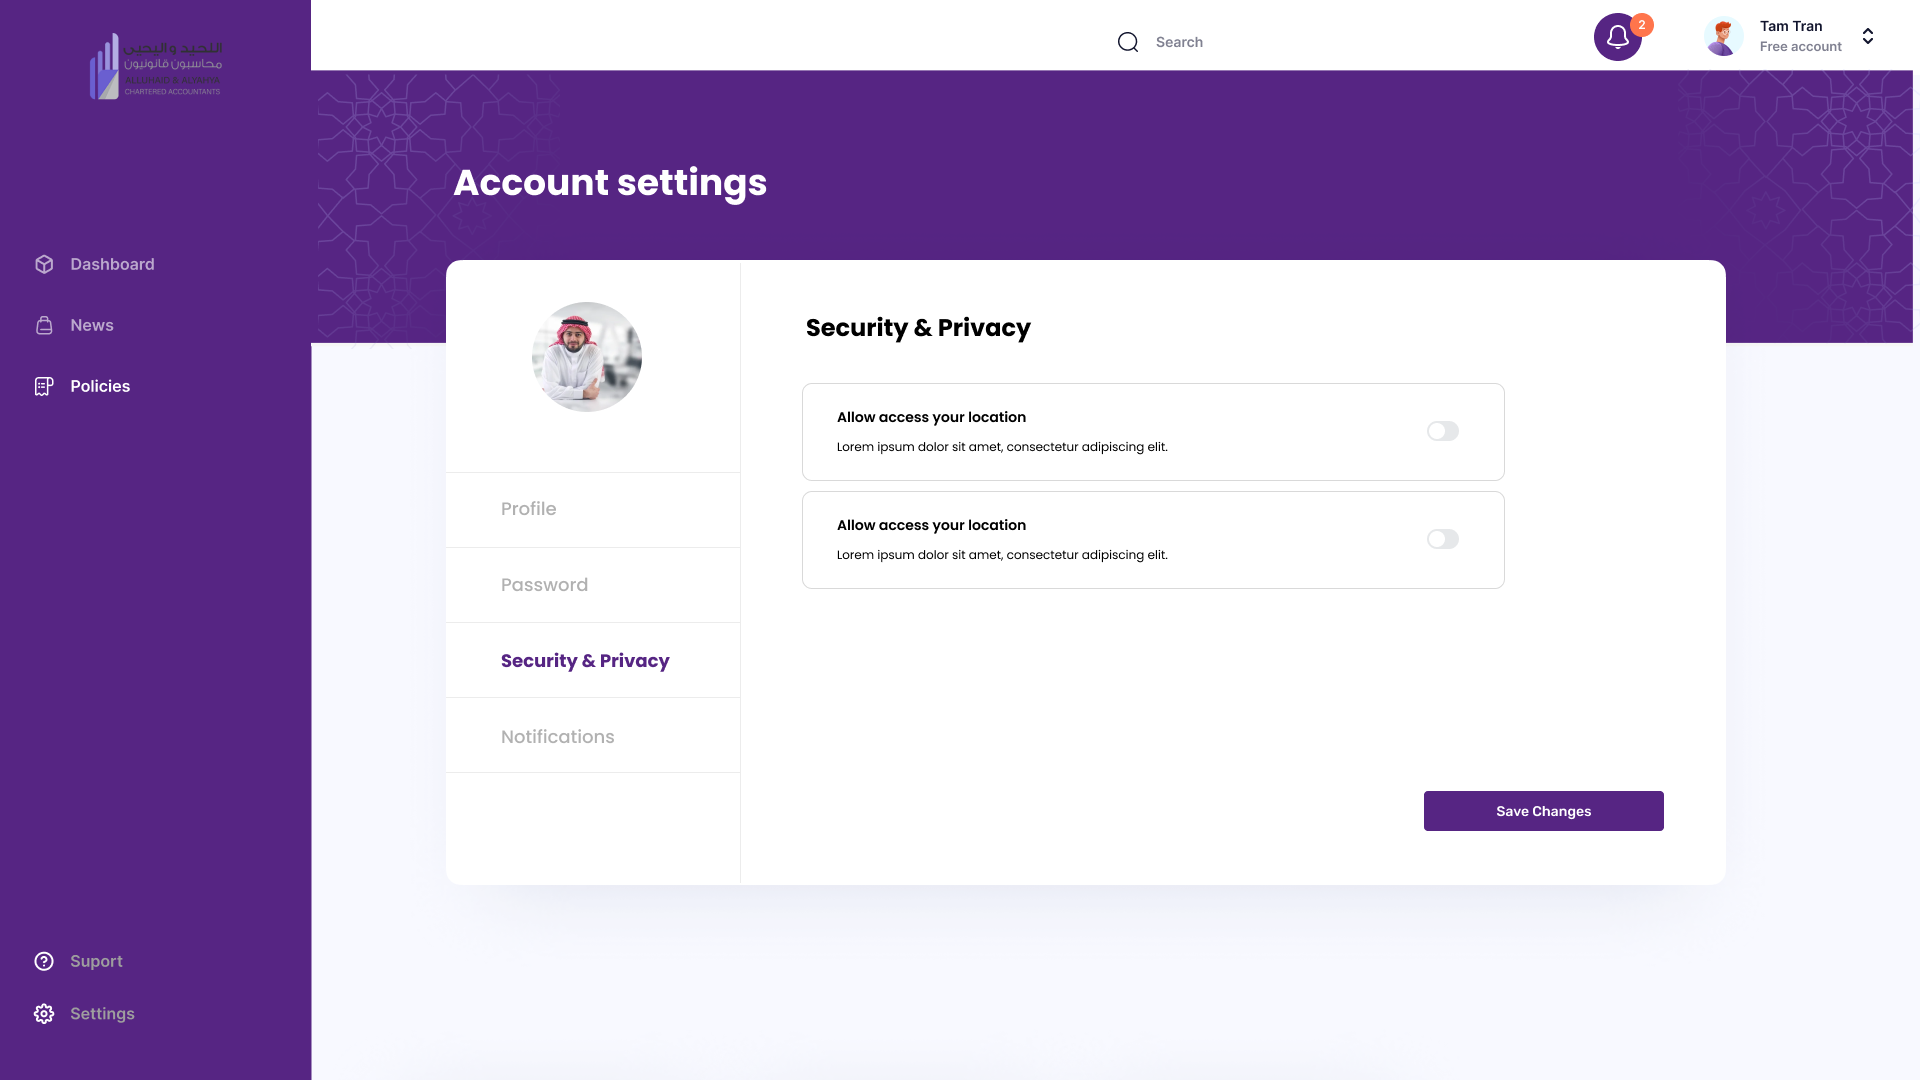 واليحيى
محاسبون قانونيون
CHARTERED ACCOUNTANTS
Dashboard
News
Policies
Suport
Settings
Search
2
Tam Tran
Free account
Account settings
Profile
Password
Security & Privacy
Notifications
Security & Privacy
Allow access your location
Lorem ipsum dolor sit amet, consectetur adipiscing elit.
Allow access your location
Lorem ipsum dolor sit amet, consectetur adipiscing elit.
Save Changes